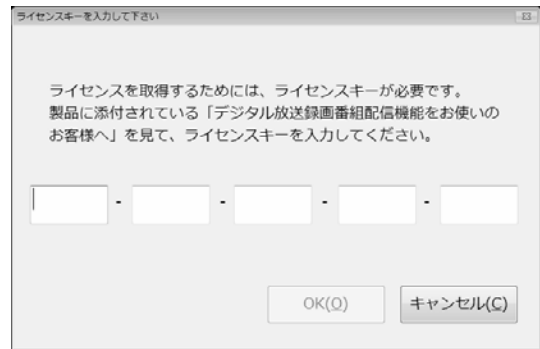 ライセンスキーを入力して下さい
ライセンスを取得するためには、ライセンスキーが必要です。
製品に添付されている「デジタル放送録画番組配信機能をお使いの
お客様へ」を見て、ライセンスキーを入力してください。
- - - -
OK(O) キャンセル(C)